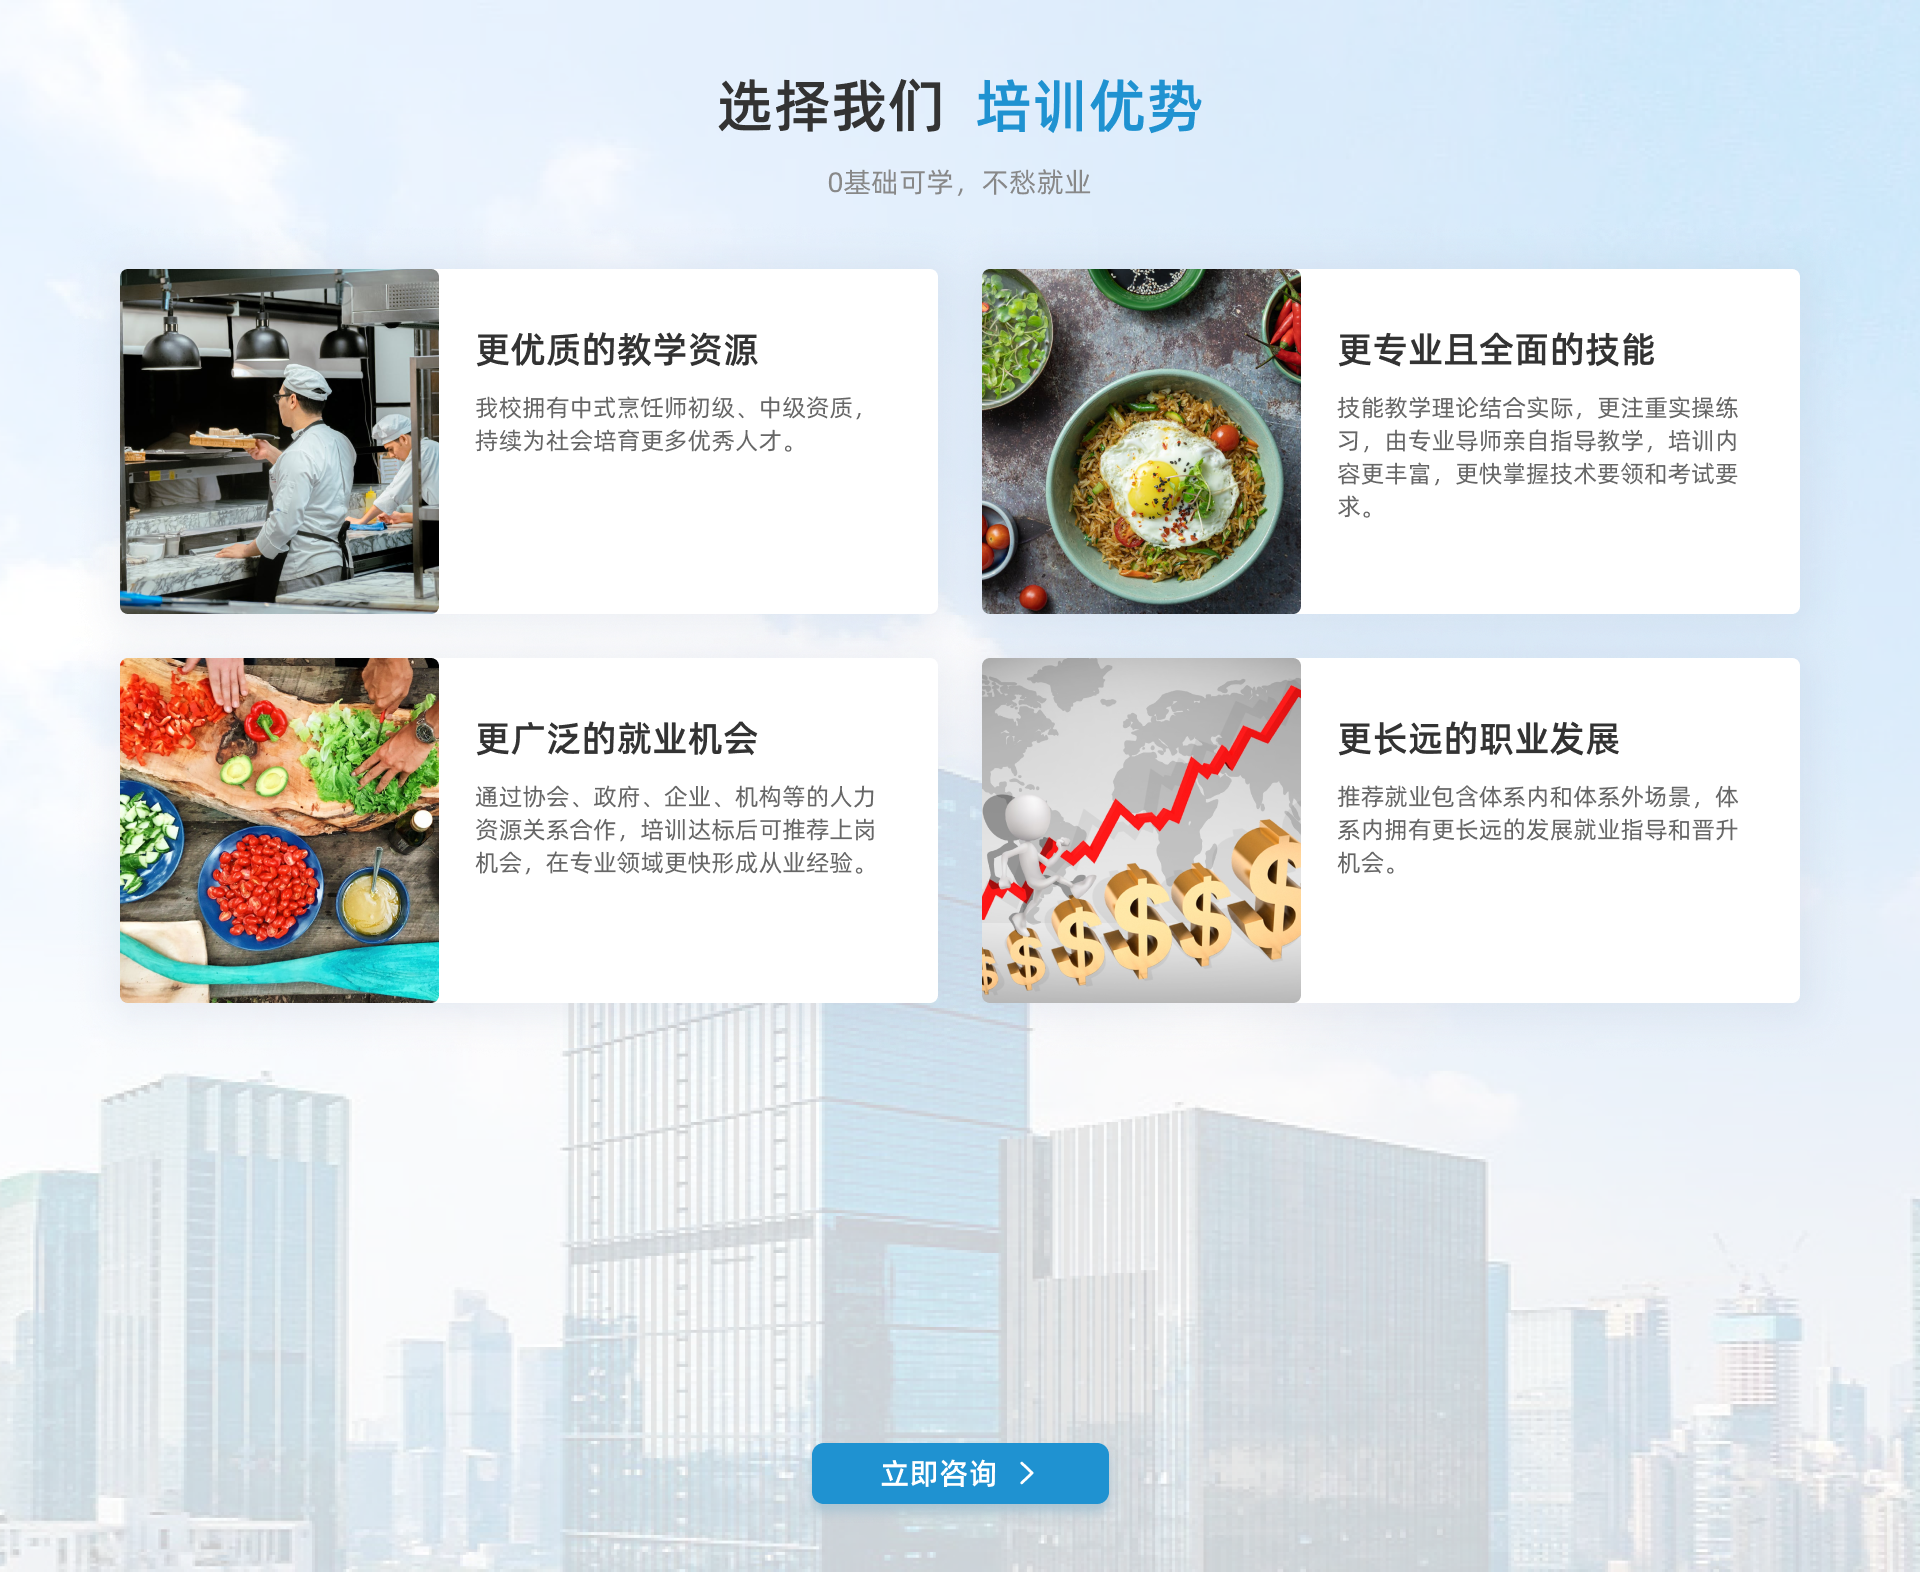 选择我们 培训优势
0基础可学，不愁就业
更优质的教学资源
我校拥有中式烹饪师初级、中级资质，
持续为社会培育更多优秀人才。
更专业且全面的技能
技能教学理论结合实际，更注重实操练
习，由专业导师亲自指导教学，培训内
容更丰富，更快掌握技术要领和考试要
求。
更广泛的就业机会
通过协会、政府、企业、机构等的人力
资源关系合作，培训达标后可推荐上岗
机会，在专业领域更快形成从业经验。
更长远的职业发展
推荐就业包含体系内和体系外场景，体
系内拥有更长远的发展就业指导和晋升
机会。
立即咨询